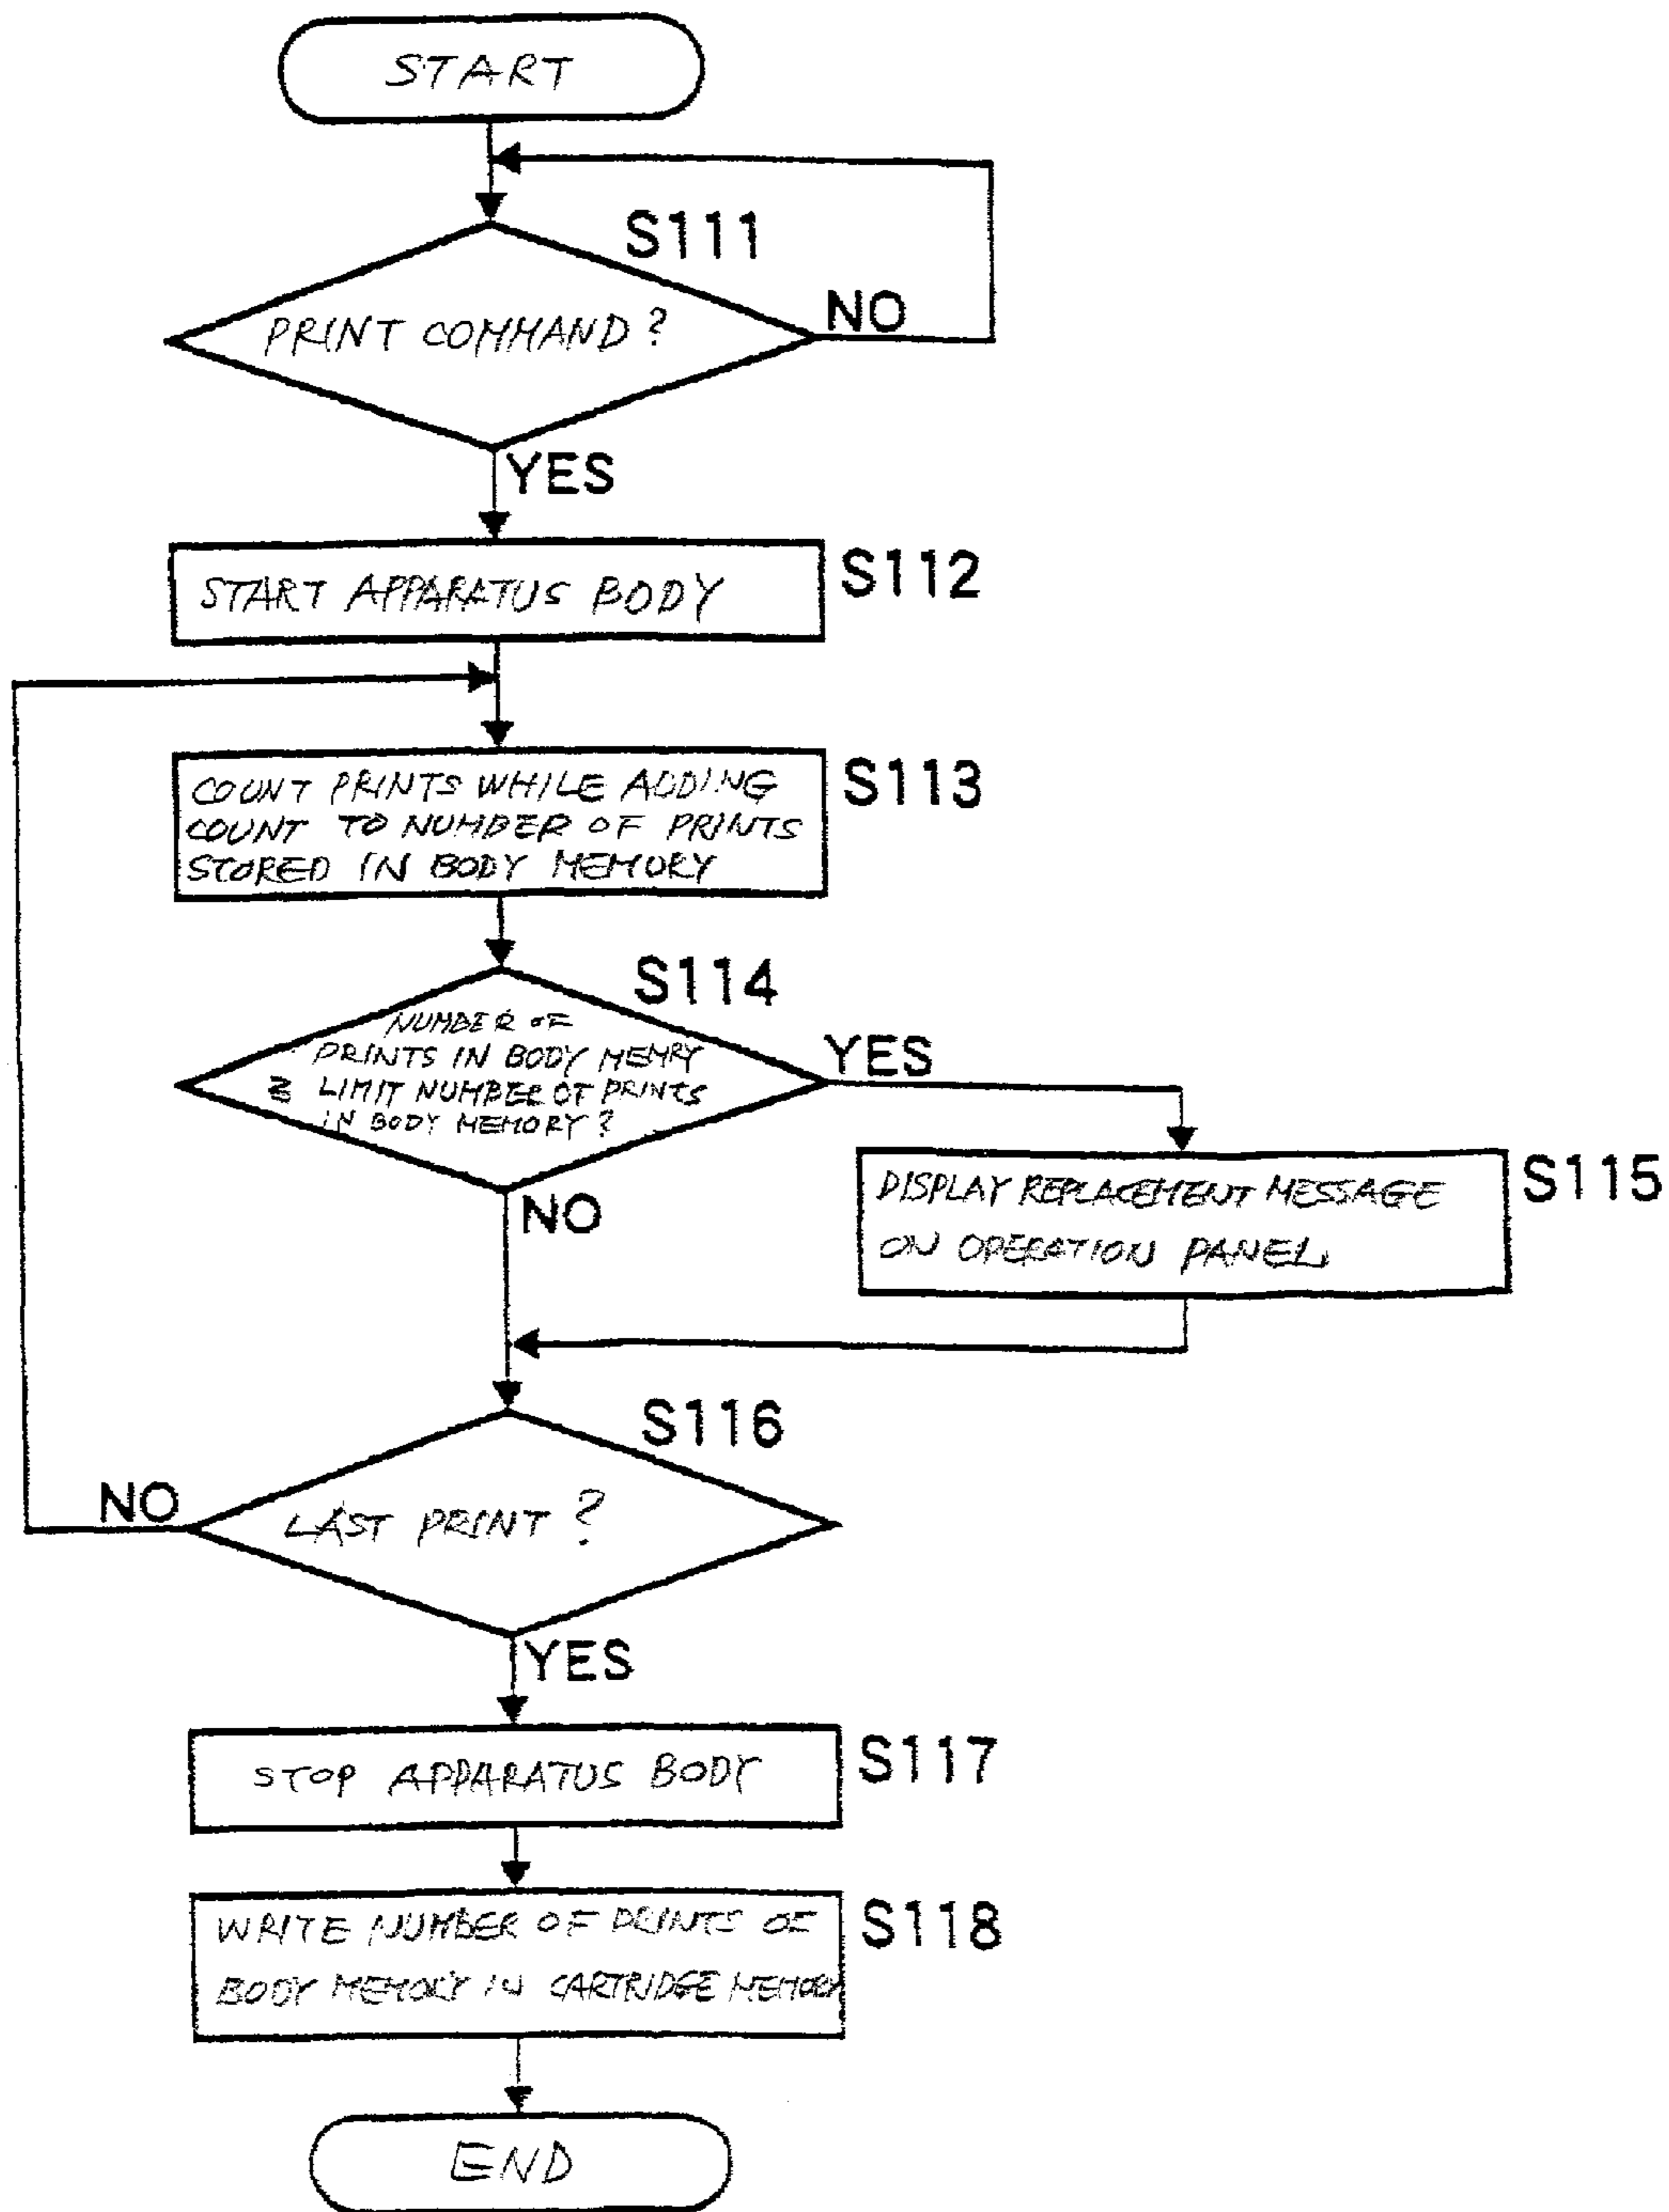 START
S111
PRINT COMMAND?
NO
YES
START APPARATUS BODY
S112
COUNT PRINTS WHILE ADDING
COUNT TO NUMBER OF PRINTS
STORED IN BODY MEMORY
S113
S114
NUMBER OF
PRINTS IN BODY MEMRY
≧ LIMIT NUMBER OF PRINTS
IN BODY MEMORY?
YES
NO
DISPLAY REPLACEMENT MESSAGE
ON OPERATION PANEL
S115
S116
LAST PRINT?
NO
YES
STOP APPARATUS BODY
S117
WRITE NUMBER OF PRINTS OF
BODY MEMORY IN CARTRIDGE MEMORY
S118
END